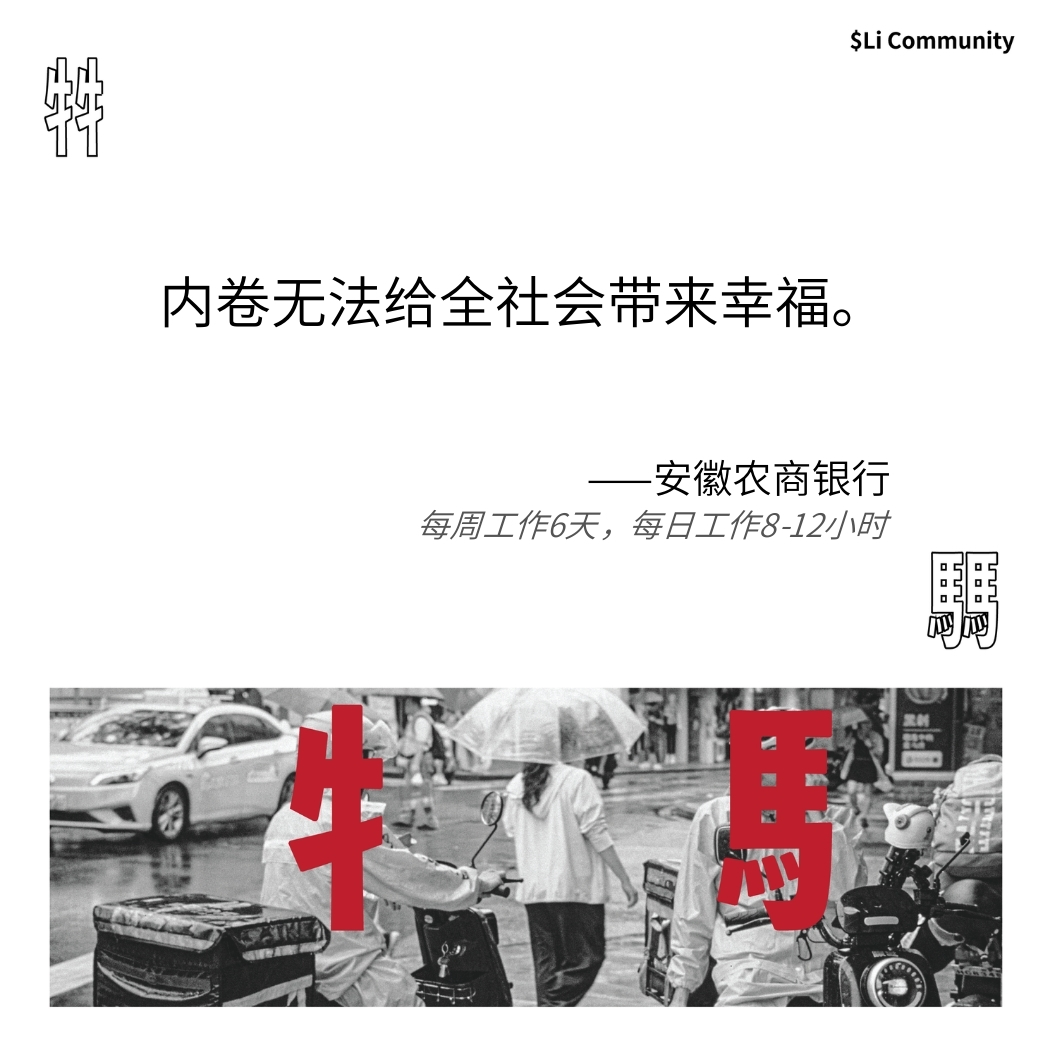 $Li Community
牪
内卷无法给全社会带来幸福。
——安徽农商银行
每周工作6天，每日工作8-12小时
騳
牜 馬